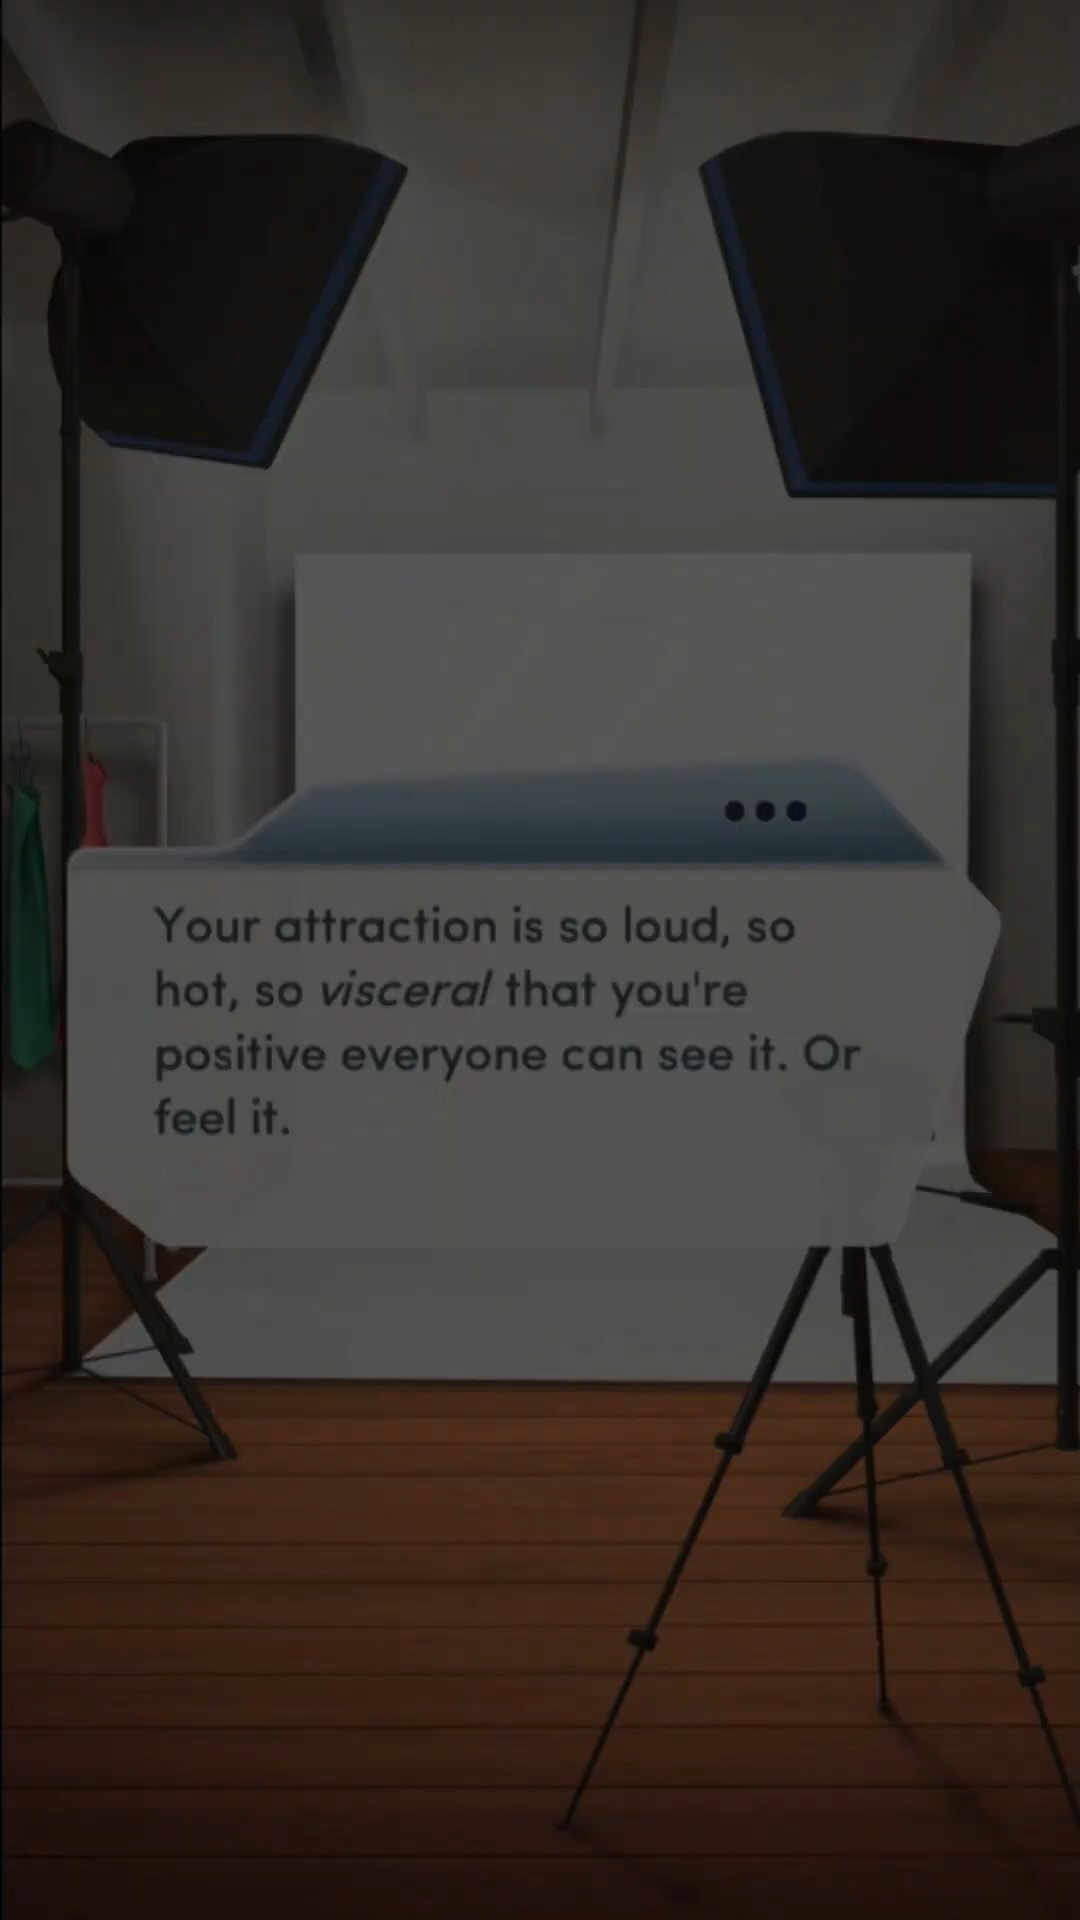 Your attraction is so loud, so
hot, so visceral that you're
positive everyone can see it. Or
feel it.